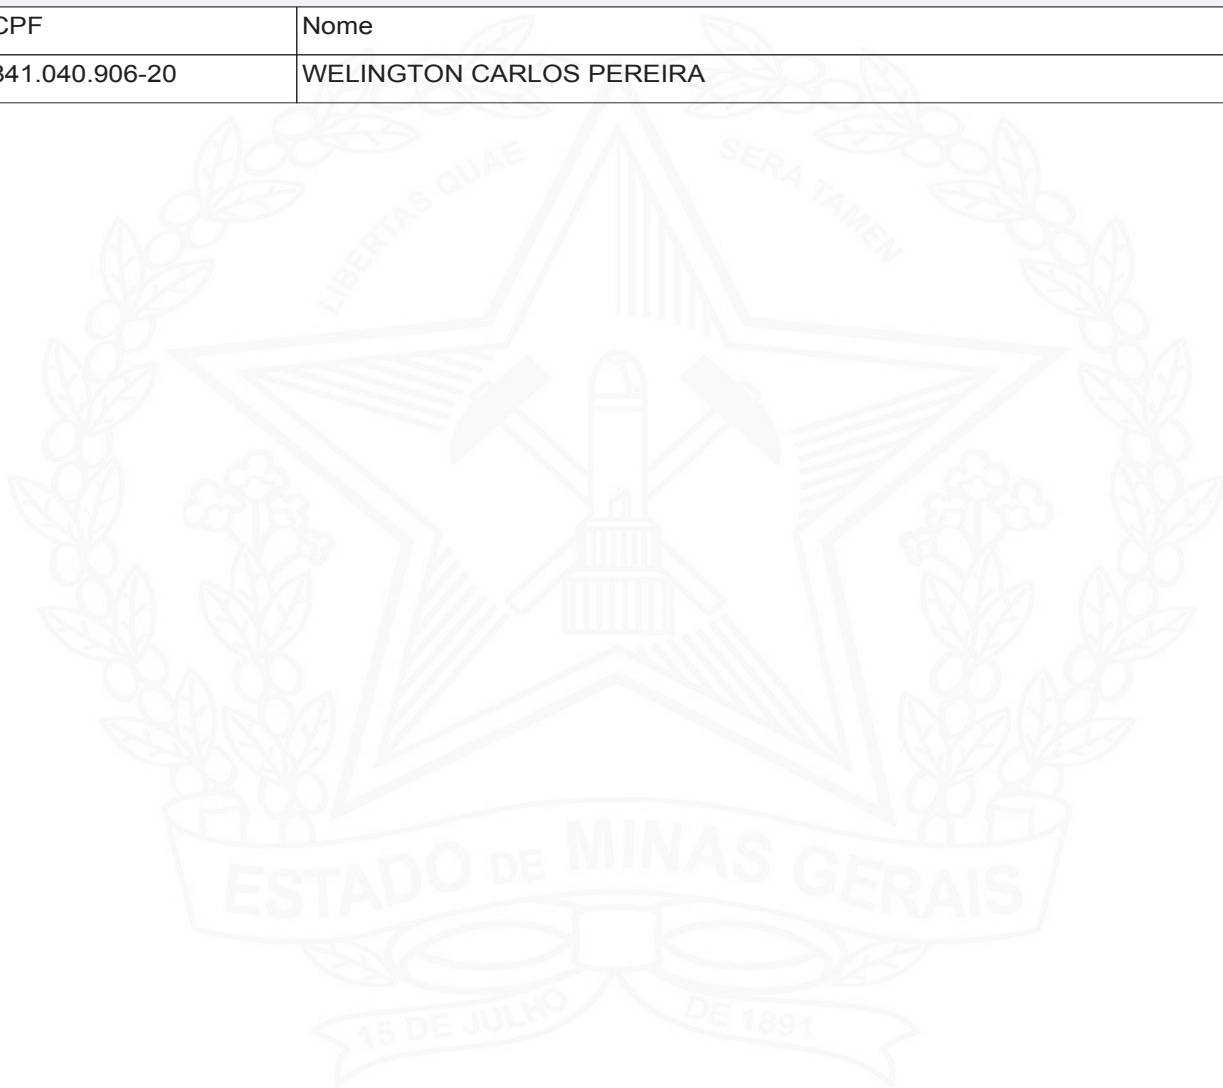 CPF Nome
841.040.906-20 WELINGTON CARLOS PEREIRA
LIBERTAS QUAE SERA TAMEN
ESTADO DE MINAS GERAIS
15 DE JULHO DE 1891